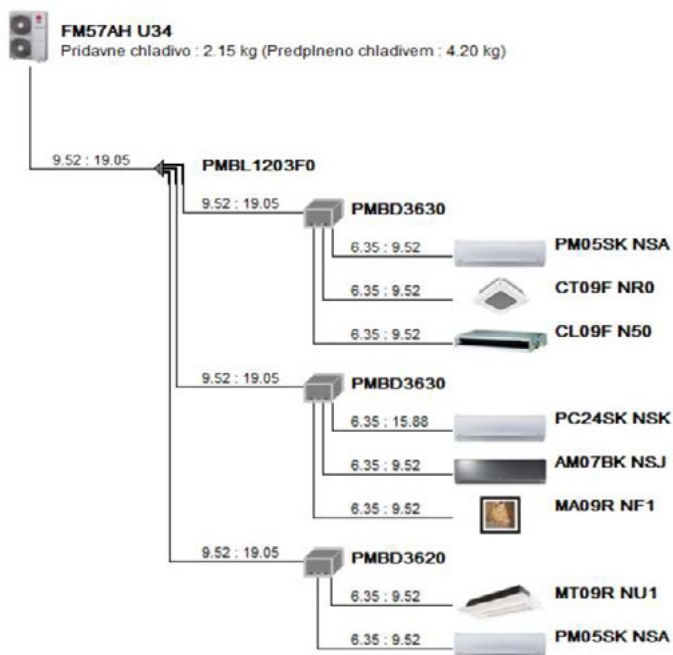 FM57AH U34
Pridavne chladivo : 2.15 kg (Predplneno chladivem : 4.20 kg)
9.52 : 19.05
PMBL1203F0
9.52 : 19.05
PMBD3630
6.35 : 9.52
PM05SK NSA
6.35 : 9.52
CT09F NR0
6.35 : 9.52
CL09F N50
9.52 : 19.05
PMBD3630
6.35 : 15.88
PC24SK NSK
6.35 : 9.52
AM07BK NSJ
6.35 : 9.52
MA09R NF1
9.52 : 19.05
PMBD3620
6.35 : 9.52
MT09R NU1
6.35 : 9.52
PM05SK NSA